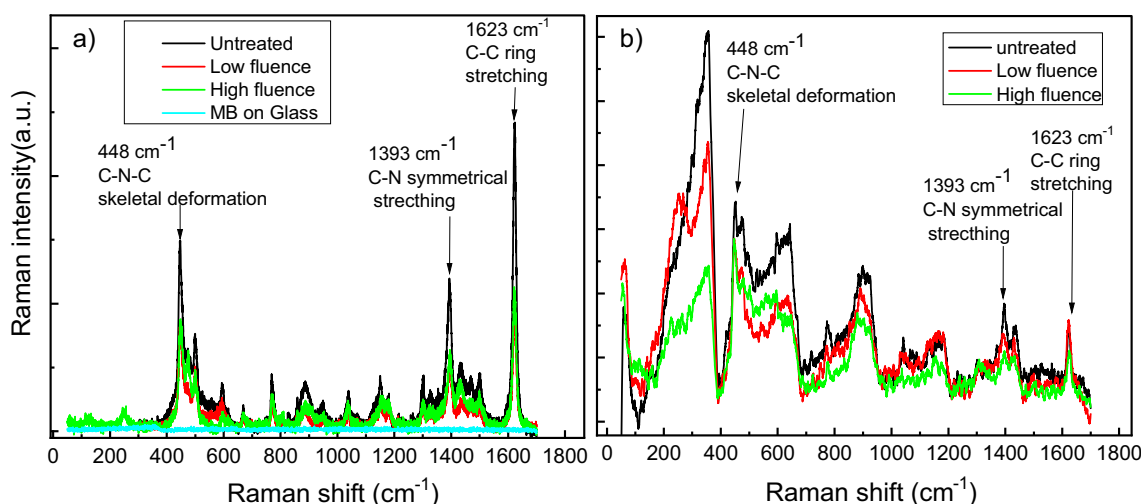 a)
Untreated
Low fluence
High fluence
MB on Glass
448 cm-1
C-N-C
skeletal deformation
1393 cm-1
C-N symmetrical
strecthing
1623 cm-1
C-C ring
stretching
Raman intensity(a.u.)
0 200 400 600 800 1000 1200 1400 1600 1800
Raman shift (cm-1)
b)
untreated
Low fluence
High fluence
448 cm-1
C-N-C
skeletal deformation
1393 cm-1
C-N symmetrical
strecthing
1623 cm-1
C-C ring
stretching
0 200 400 600 800 1000 1200 1400 1600 1800
Raman shift (cm-1)